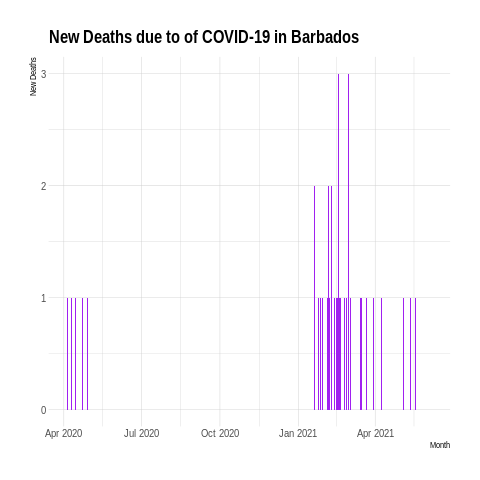 New Deaths due to of COVID-19 in Barbados
New Deaths
3
2
1
0
Apr 2020 Jul 2020 Oct 2020 Jan 2021 Apr 2021
Month